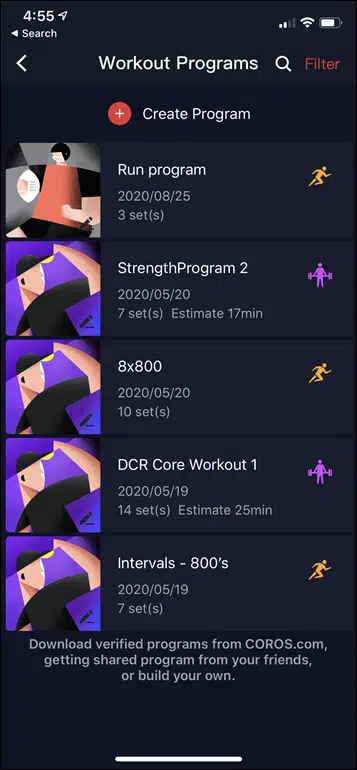 4:55
◀ Search
Workout Programs Filter
Create Program
Run program
2020/08/25
3 set(s)
StrengthProgram 2
2020/05/20
7 set(s) Estimate 17min
8x800
2020/05/20
10 set(s)
DCR Core Workout 1
2020/05/19
14 set(s) Estimate 25min
Intervals - 800's
2020/05/19
7 set(s)
Download verified programs from COROS.com,
getting shared program from your friends,
or build your own.